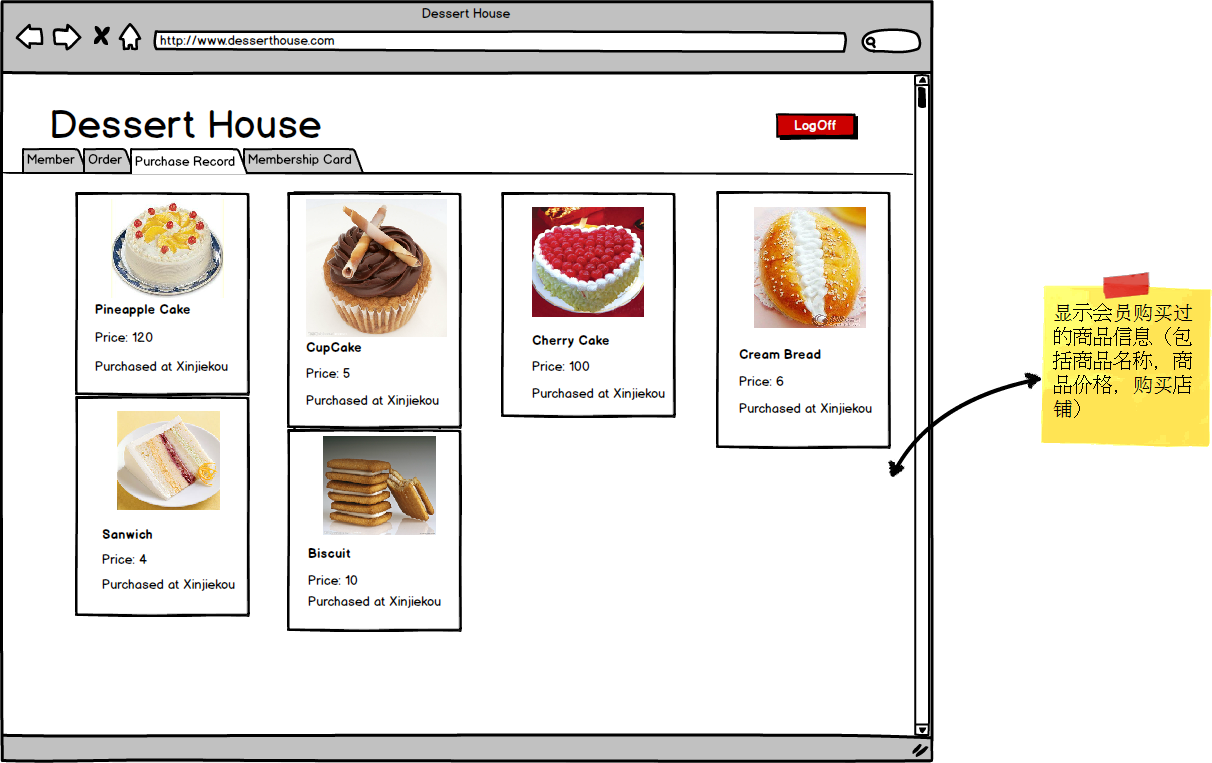 Dessert House
http://www.desserthouse.com
Dessert House
LogOff
Member
Order
Purchase Record
Membership Card
Pineapple Cake
Price: 120
Purchased at Xinjiekou
CupCake
Price: 5
Purchased at Xinjiekou
Cherry Cake
Price: 100
Purchased at Xinjiekou
Cream Bread
Price: 6
Purchased at Xinjiekou
Sanwich
Price: 4
Purchased at Xinjiekou
Biscuit
Price: 10
Purchased at Xinjiekou
显示会员购买过
的商品信息（包
括商品名称，商
品价格，购买店
铺）